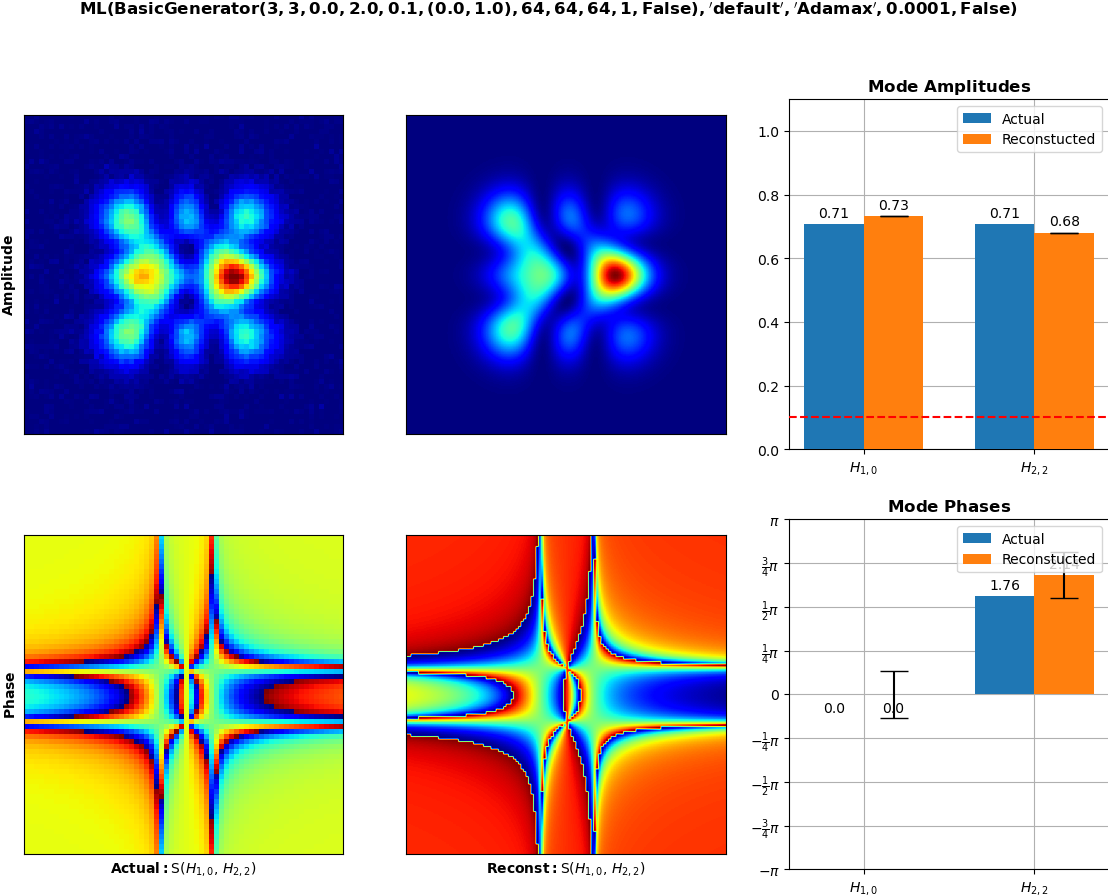 ML(BasicGenerator(3, 3, 0.0, 2.0, 0.1, (0.0, 1.0), 64, 64, 64, 1, False), ′default′, ′Adamax′, 0.0001, False)
Mode Amplitudes
Actual
Reconstucted
1.0
0.8
0.6
0.4
0.2
0.0
0.71
0.73
0.71
0.68
H1, 0
H2, 2
Amplitude
Mode Phases
Actual
Reconstucted
π
3/4π
1/2π
1/4π
0
−1/4π
−1/2π
−3/4π
−π
0.0
0.0
1.76
2.14
H1, 0
H2, 2
Phase
Actual: S(H1, 0, H2, 2)
Reconst: S(H1, 0, H2, 2)